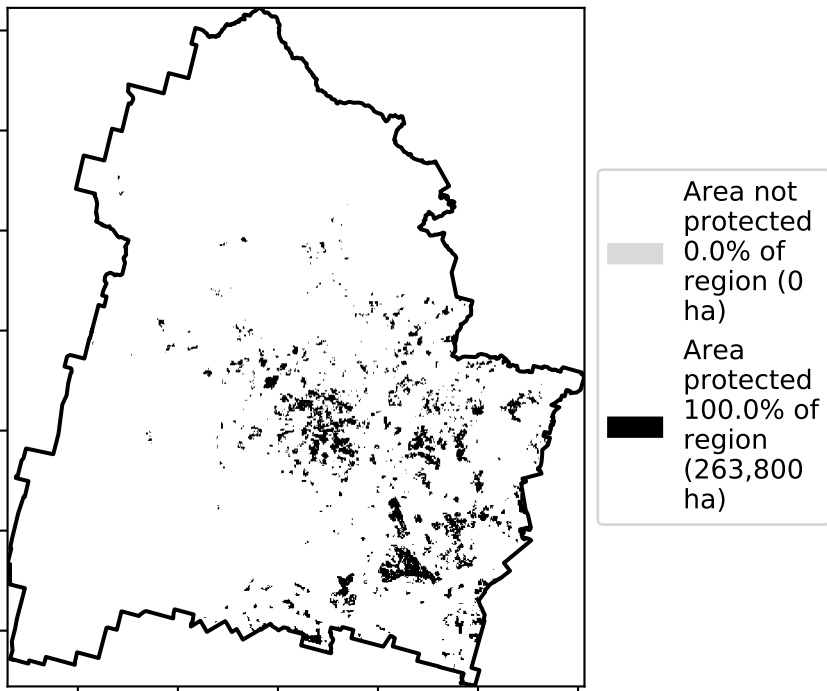 Area not
protected
0.0% of
region (0
ha)
Area
protected
100.0% of
region
(263,800
ha)